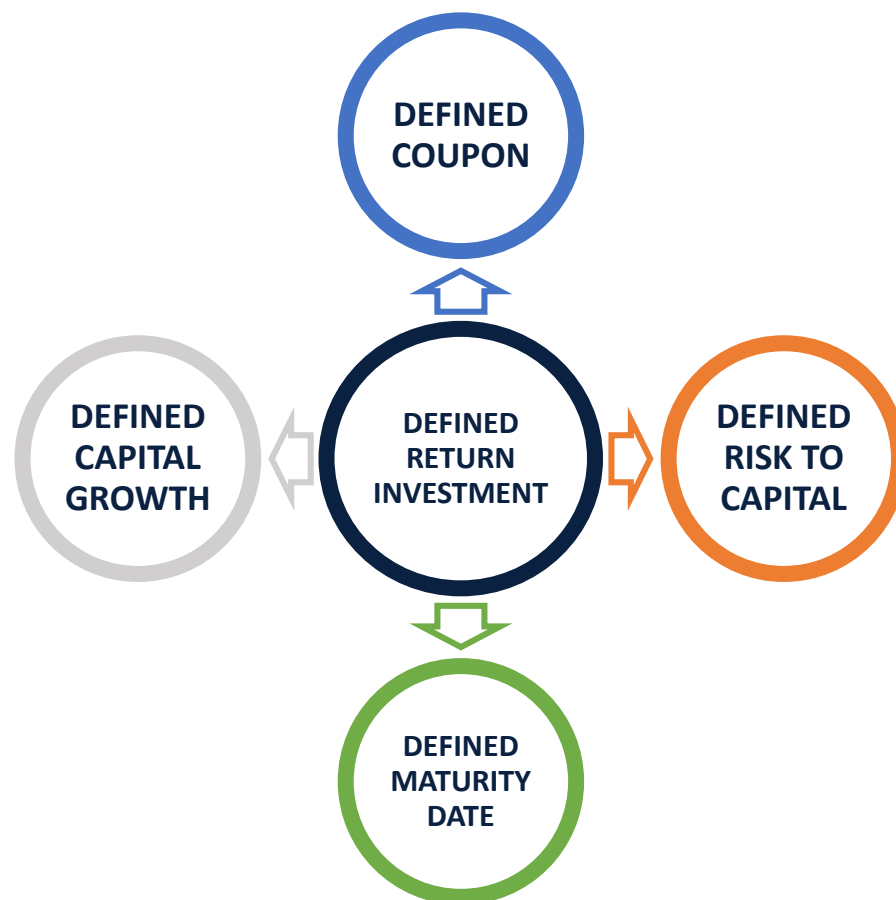 DEFINED
COUPON
DEFINED
CAPITAL
GROWTH
DEFINED
RETURN
INVESTMENT
DEFINED
RISK TO
CAPITAL
DEFINED
MATURITY
DATE